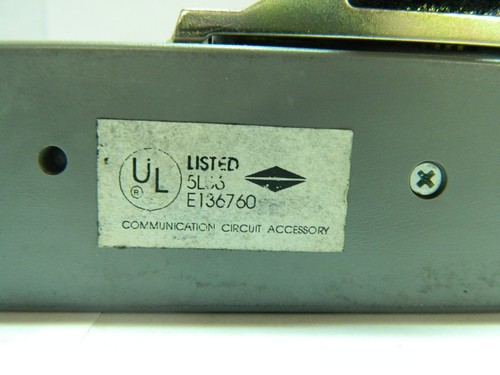 UL LISTED
®
E136760
COMMUNICATION CIRCUIT ACCESSORY